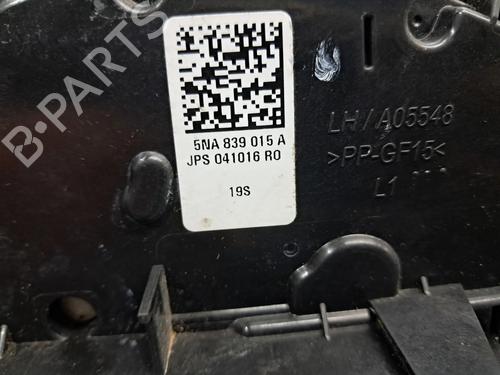 B-PARTS
5NA 839 015 A
JPS 041016 R0
19S
LH/A05548
>PP-GF15<
L1